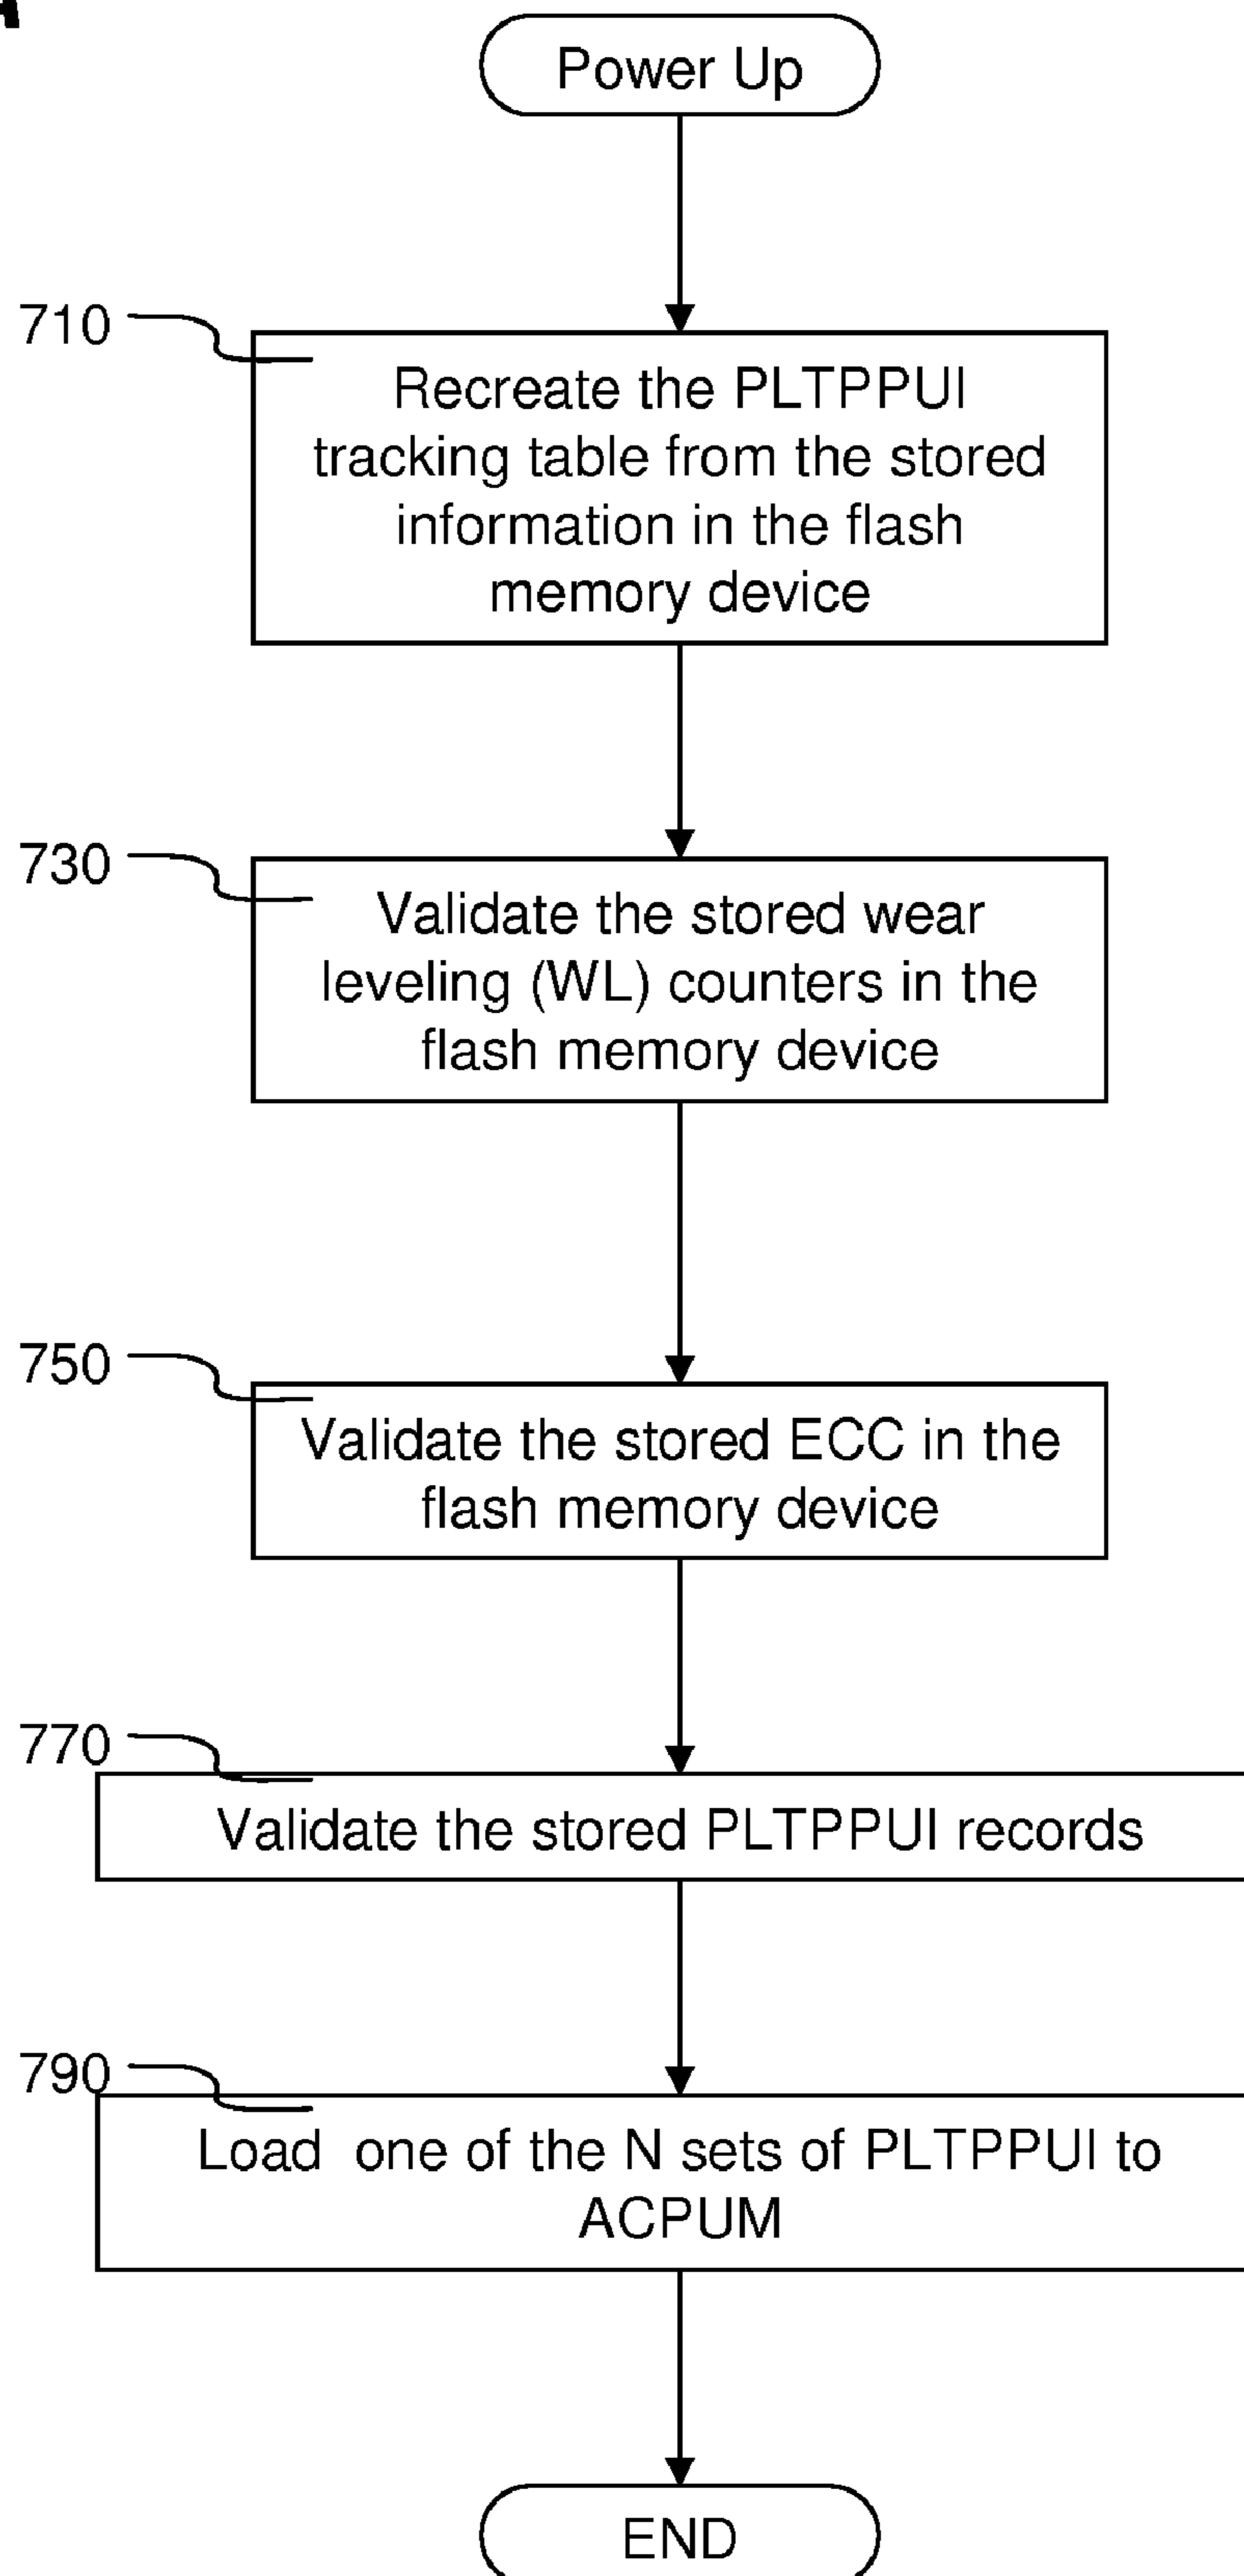 Power Up
710
Recreate the PLTPPUI
tracking table from the stored
information in the flash
memory device
730
Validate the stored wear
leveling (WL) counters in the
flash memory device
750
Validate the stored ECC in the
flash memory device
770
Validate the stored PLTPPUI records
790
Load one of the N sets of PLTPPUI to
ACPUM
END